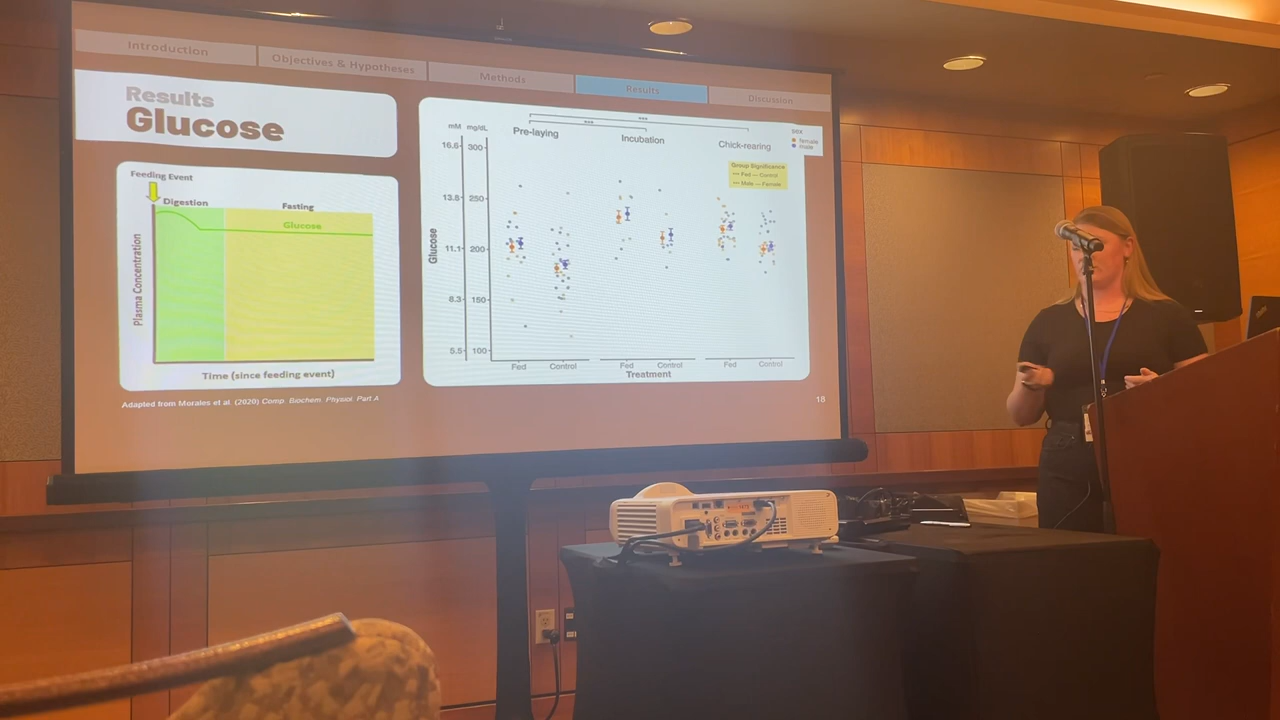 Introduction
Objectives & Hypotheses
Methods
Results
Discussion
Results
Glucose
Feeding Event
Digestion
Fasting
Glucose
Plasma Concentration
Time (since feeding event)
Adapted from Morales et al. (2020) Comp. Biochem. Physiol. Part A
mM mg/dL
16.6 300
13.8 250
11.1 200
8.3 150
5.5 100
Glucose
***
***
Pre-laying
Incubation
Chick-rearing
sex
female
male
Group Significance
*** Fed — Control
*** Male — Female
Fed
Control
Fed
Control
Fed
Control
Treatment
18